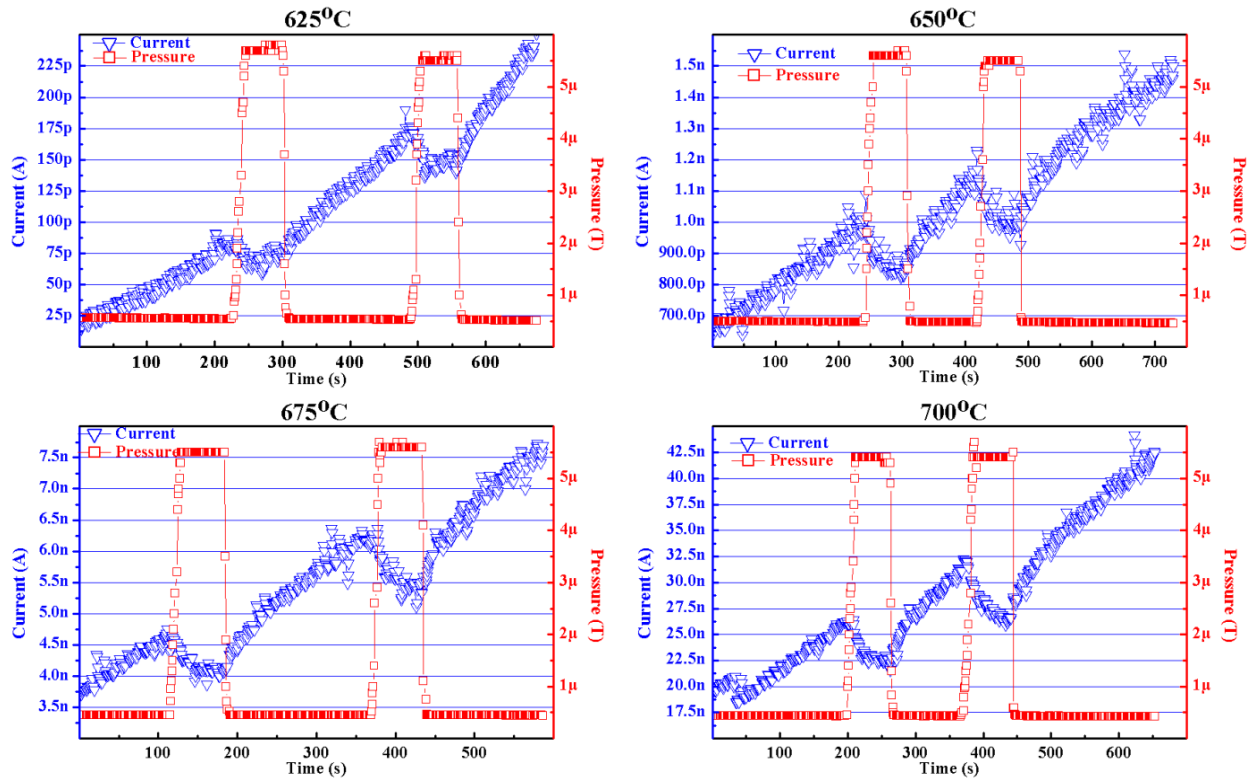 625°C
Current
Pressure
225p
200p
175p
150p
125p
100p
75p
50p
25p
5µ
4µ
3µ
2µ
1µ
100 200 300 400 500 600
Current (A)
Pressure (T)
Time (s)
650°C
Current
Pressure
1.5n
1.4n
1.3n
1.2n
1.1n
1.0n
900.0p
800.0p
700.0p
5µ
4µ
3µ
2µ
1µ
100 200 300 400 500 600 700
Current (A)
Pressure (T)
Time (s)
675°C
Current
Pressure
7.5n
7.0n
6.5n
6.0n
5.5n
5.0n
4.5n
4.0n
3.5n
5µ
4µ
3µ
2µ
1µ
100 200 300 400 500
Current (A)
Pressure (T)
Time (s)
700°C
Current
Pressure
42.5n
40.0n
37.5n
35.0n
32.5n
30.0n
27.5n
25.0n
22.5n
20.0n
17.5n
5µ
4µ
3µ
2µ
1µ
100 200 300 400 500 600
Current (A)
Pressure (T)
Time (s)